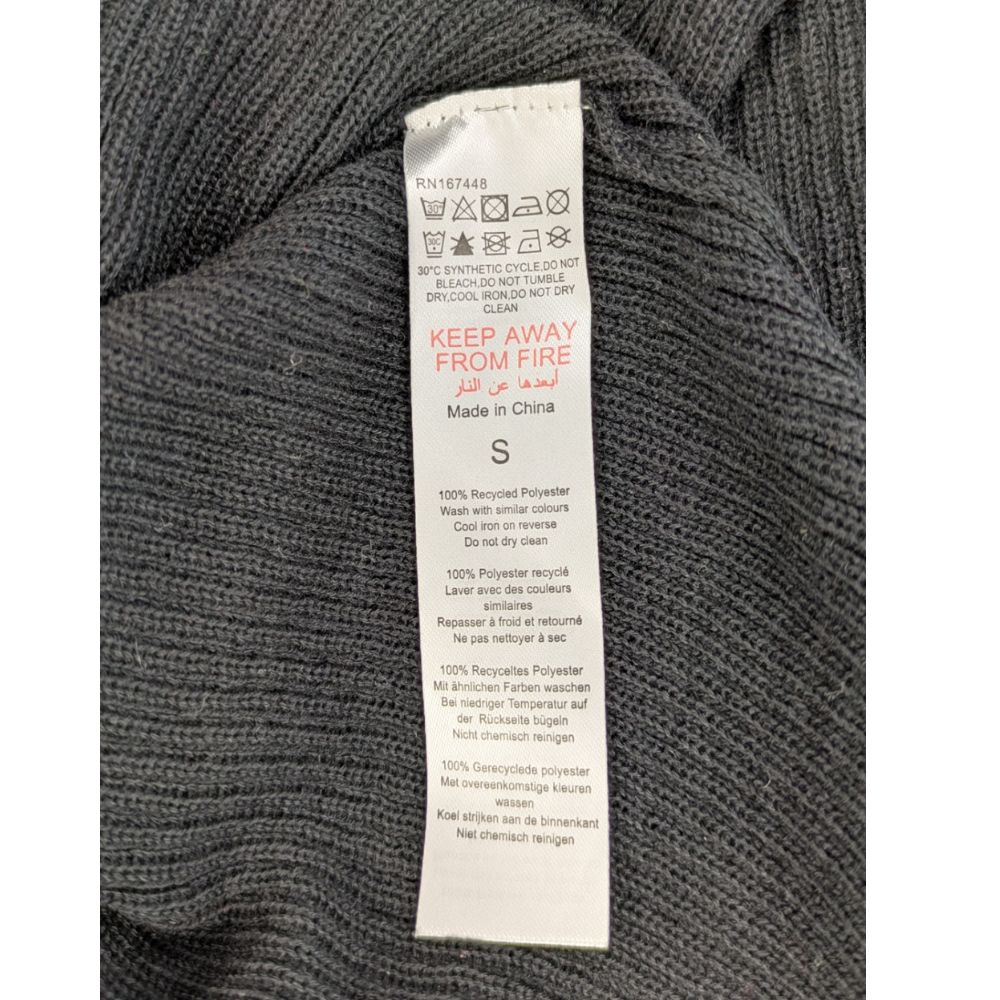 RN167448
30°
30C
30°C SYNTHETIC CYCLE,DO NOT
BLEACH,DO NOT TUMBLE
DRY,COOL IRON,DO NOT DRY
CLEAN
KEEP AWAY
FROM FIRE
أبعدها عن النار
Made in China
S
100% Recycled Polyester
Wash with similar colours
Cool iron on reverse
Do not dry clean
100% Polyester recyclé
Laver avec des couleurs
similaires
Repasser à froid et retourné
Ne pas nettoyer à sec
100% Recyceltes Polyester
Mit ähnlichen Farben waschen
Bei niedriger Temperatur auf
der Rückseite bügeln
Nicht chemisch reinigen
100% Gerecyclede polyester
Met overeenkomstige kleuren
wassen
Koel strijken aan de binnenkant
Niet chemisch reinigen